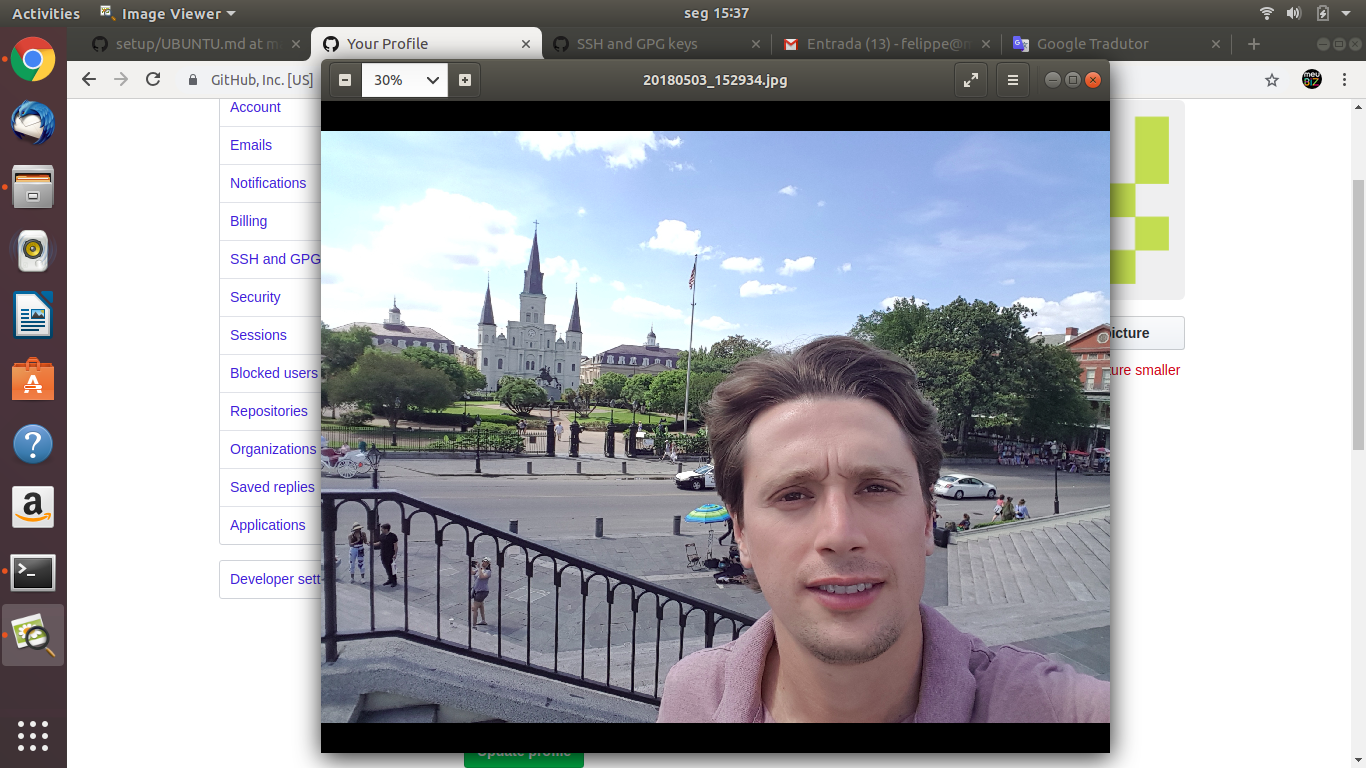 Activities
Image Viewer
seg 15:37
setup/UBUNTU.md at m
Your Profile
SSH and GPG keys
Entrada (13) - felippe@
Google Tradutor
GitHub, Inc. [US]
30%
20180503_152934.jpg
Account
Emails
Notifications
Billing
SSH and GPG
Security
Sessions
Blocked users
Repositories
Organizations
Saved replies
Applications
Developer sett
icture
ure smaller
Update profile